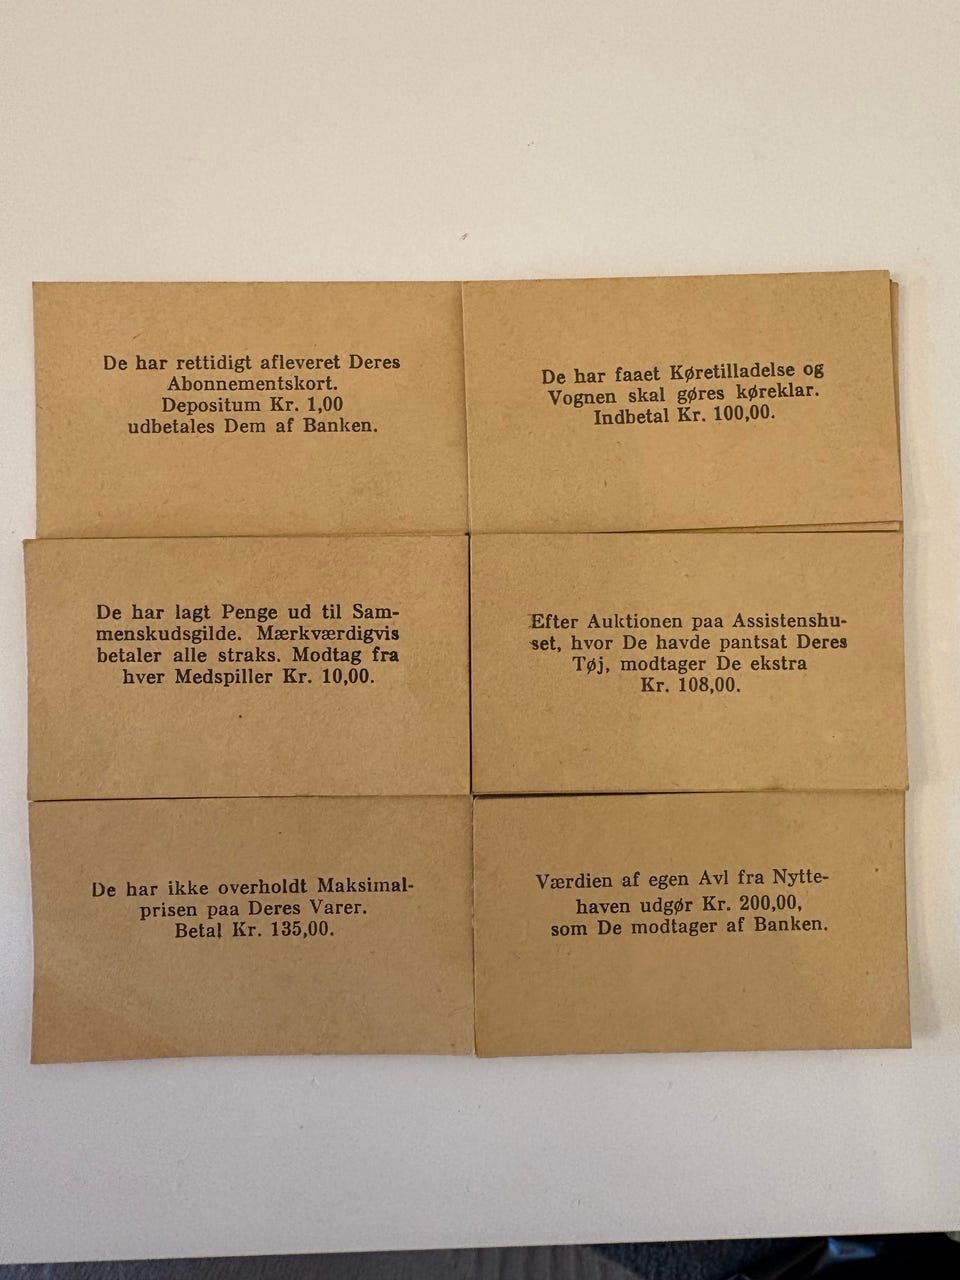 De har rettidigt afleveret Deres
Abonnementskort.
Depositum Kr. 1,00
udbetales Dem af Banken.
De har faaet Køretilladelse og
Vognen skal gøres køreklar.
Indbetal Kr. 100,00.
De har lagt Penge ud til Sam-
menskudsgilde. Mærkværdigvis
betaler alle straks. Modtag fra
hver Medspiller Kr. 10,00.
Efter Auktionen paa Assistenshu-
set, hvor De havde pantsat Deres
Tøj, modtager De ekstra
Kr. 108,00.
De har ikke overholdt Maksimal-
prisen paa Deres Varer.
Betal Kr. 135,00.
Værdien af egen Avl fra Nytte-
haven udgør Kr. 200,00,
som De modtager af Banken.